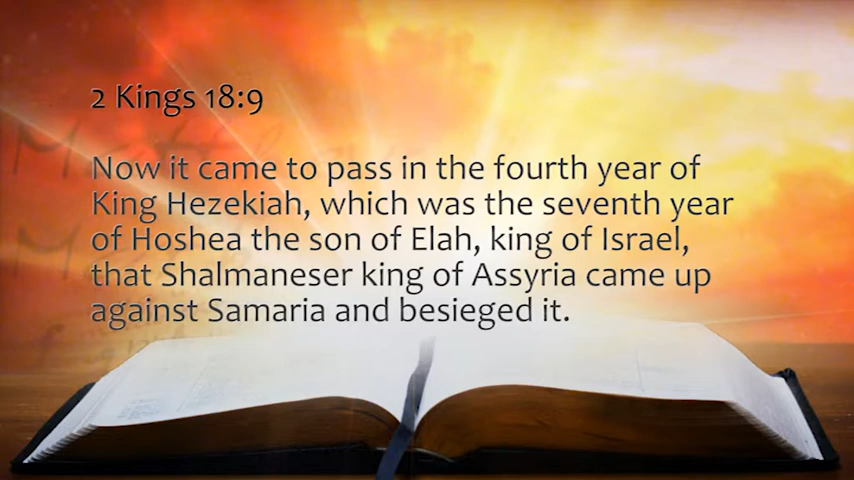 2 Kings 18:9
Now it came to pass in the fourth year of
King Hezekiah, which was the seventh year
of Hoshea the son of Elah, king of Israel,
that Shalmaneser king of Assyria came up
against Samaria and besieged it.